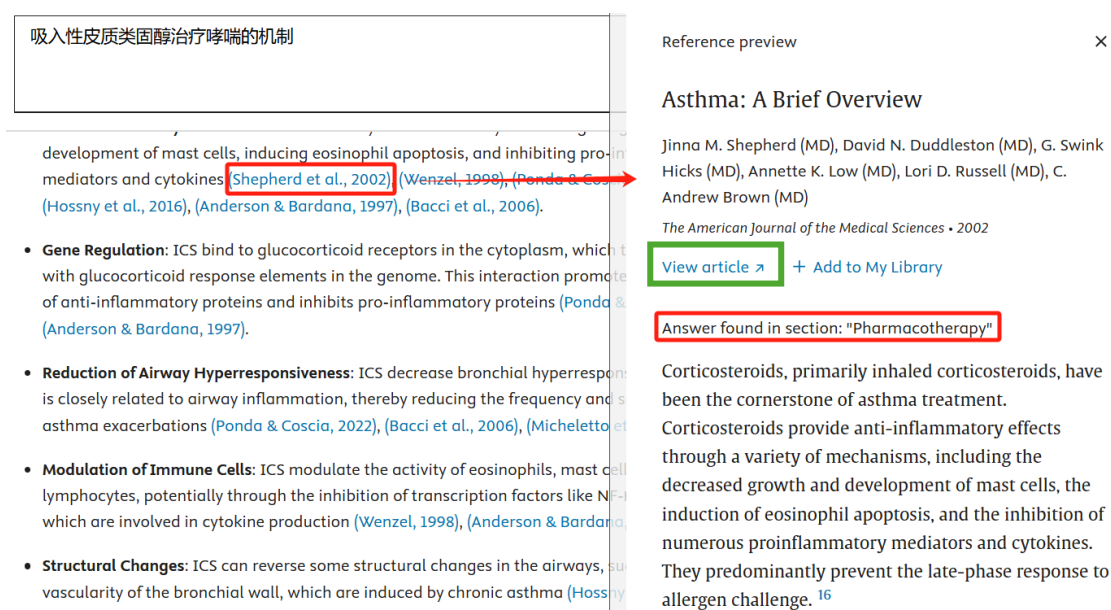 吸入性皮质类固醇治疗哮喘的机制
development of mast cells, inducing eosinophil apoptosis, and inhibiting pro-in
mediators and cytokines (Shepherd et al., 2002), (Wenzel, 1998), (Ponda & Cos
(Hossny et al., 2016), (Anderson & Bardana, 1997), (Bacci et al., 2006).
• Gene Regulation: ICS bind to glucocorticoid receptors in the cytoplasm, which t
with glucocorticoid response elements in the genome. This interaction promote
of anti-inflammatory proteins and inhibits pro-inflammatory proteins (Ponda &
(Anderson & Bardana, 1997).
• Reduction of Airway Hyperresponsiveness: ICS decrease bronchial hyperrespon
is closely related to airway inflammation, thereby reducing the frequency and s
asthma exacerbations (Ponda & Coscia, 2022), (Bacci et al., 2006), (Micheletto et
• Modulation of Immune Cells: ICS modulate the activity of eosinophils, mast cell
lymphocytes, potentially through the inhibition of transcription factors like NF-
which are involved in cytokine production (Wenzel, 1998), (Anderson & Bardana,
• Structural Changes: ICS can reverse some structural changes in the airways, su
vascularity of the bronchial wall, which are induced by chronic asthma (Hossny
Reference preview ×
Asthma: A Brief Overview
Jinna M. Shepherd (MD), David N. Duddleston (MD), G. Swink
Hicks (MD), Annette K. Low (MD), Lori D. Russell (MD), C.
Andrew Brown (MD)
The American Journal of the Medical Sciences • 2002
View article ↗ + Add to My Library
Answer found in section: "Pharmacotherapy"
Corticosteroids, primarily inhaled corticosteroids, have
been the cornerstone of asthma treatment.
Corticosteroids provide anti-inflammatory effects
through a variety of mechanisms, including the
decreased growth and development of mast cells, the
induction of eosinophil apoptosis, and the inhibition of
numerous proinflammatory mediators and cytokines.
They predominantly prevent the late-phase response to
allergen challenge. 16